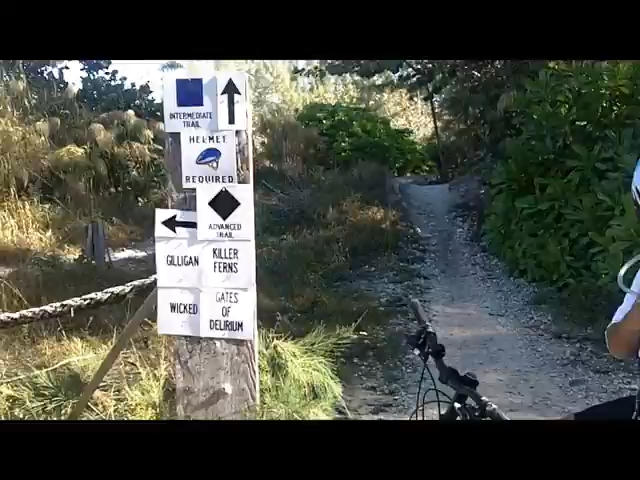 INTERMEDIATE
TRAIL
HELMET
REQUIRED
ADVANCED
TRAIL
GILLIGAN
KILLER
FERNS
WICKED
GATES
OF
DELIRIUM